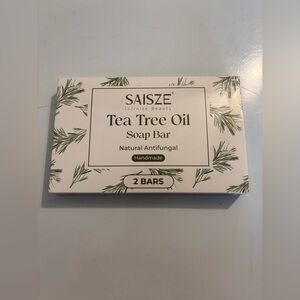 SAISZE
Infinite Beauty
Tea Tree Oil
Soap Bar
Natural Antifungal
Handmade
2 BARS